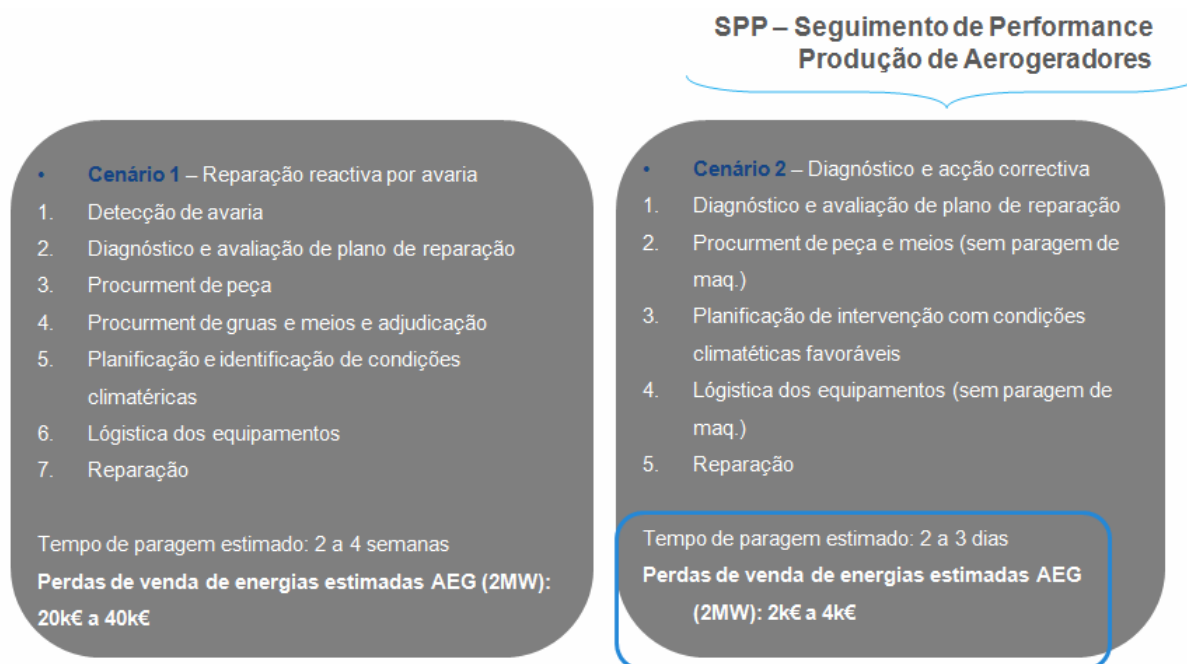 SPP – Seguimento de Performance
Produção de Aerogeradores
• Cenário 1 – Reparação reactiva por avaria
1. Detecção de avaria
2. Diagnóstico e avaliação de plano de reparação
3. Procurment de peça
4. Procurment de gruas e meios e adjudicação
5. Planificação e identificação de condições
climatéricas
6. Lógistica dos equipamentos
7. Reparação
Tempo de paragem estimado: 2 a 4 semanas
Perdas de venda de energias estimadas AEG (2MW):
20k€ a 40k€
• Cenário 2 – Diagnóstico e acção correctiva
1. Diagnóstico e avaliação de plano de reparação
2. Procurment de peça e meios (sem paragem de
maq.)
3. Planificação de intervenção com condições
climatéticas favoráveis
4. Lógistica dos equipamentos (sem paragem de
maq.)
5. Reparação
Tempo de paragem estimado: 2 a 3 dias
Perdas de venda de energias estimadas AEG
(2MW): 2k€ a 4k€